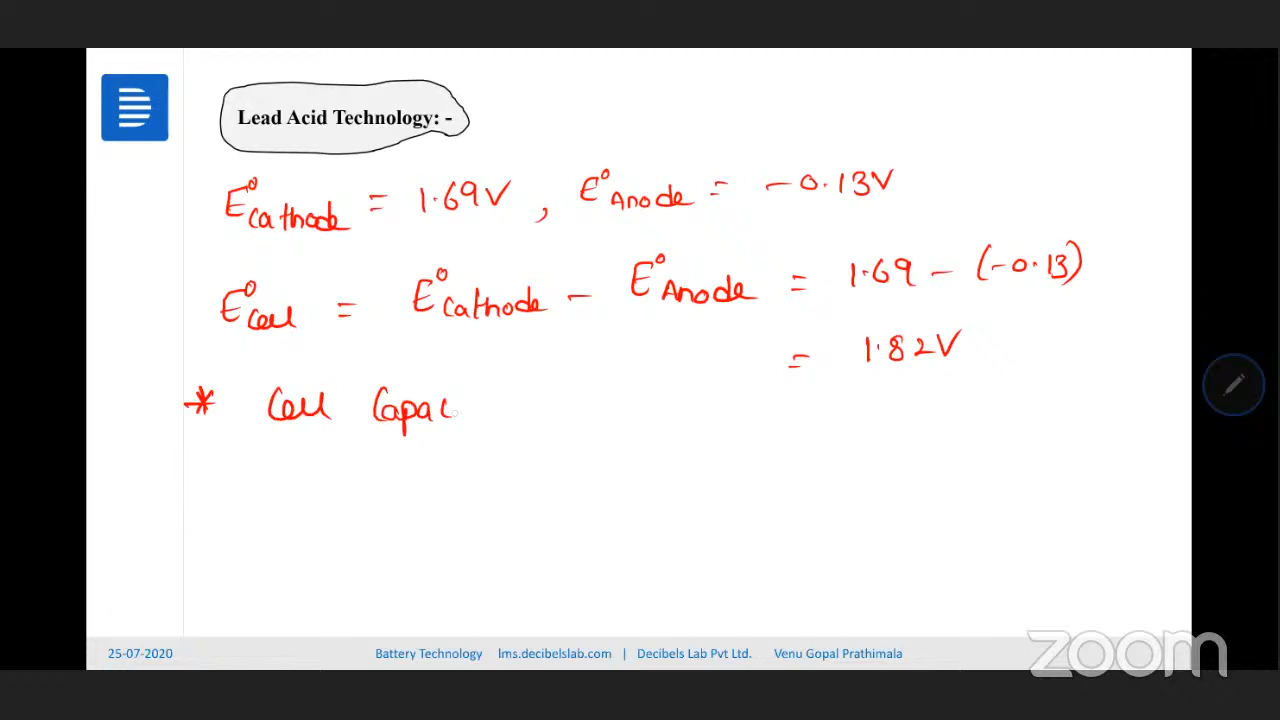 Lead Acid Technology: -
E°Cathode = 1.69V , E°Anode = -0.13V
E°Cell = E°Cathode - E°Anode = 1.69 - (-0.13)
= 1.82V
* Cell Capac
25-07-2020 Battery Technology lms.decibelslab.com | Decibels Lab Pvt Ltd. Venu Gopal Prathimala
zoom